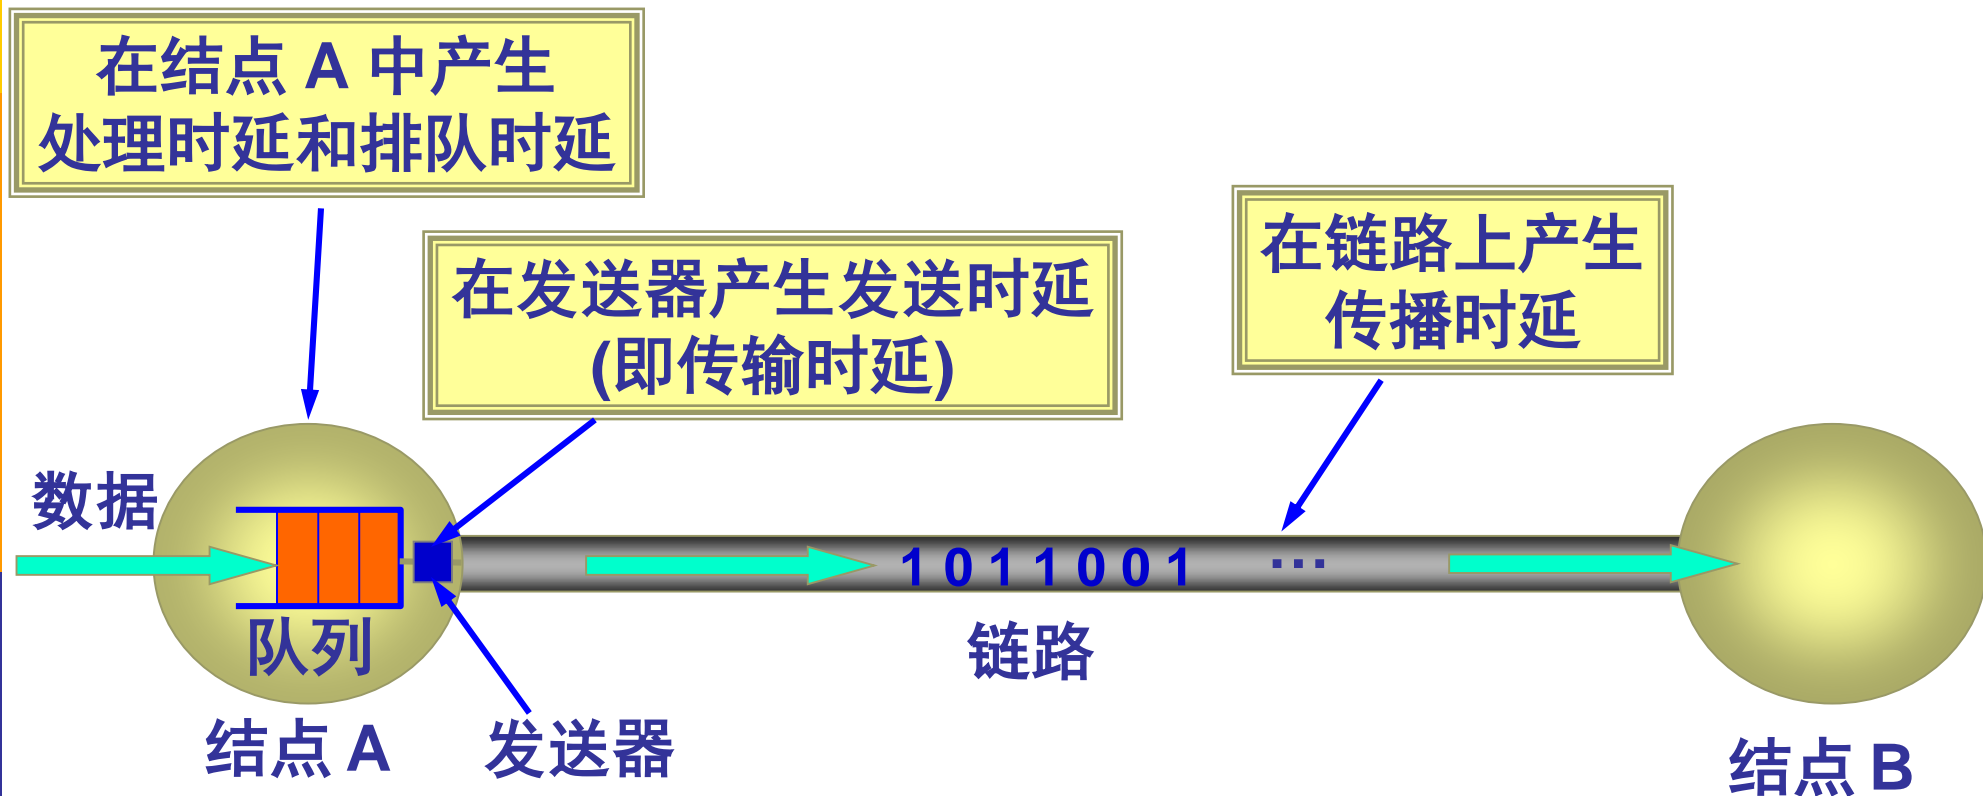 在结点 A 中产生
处理时延和排队时延
在发送器产生发送时延
(即传输时延)
在链路上产生
传播时延
数据
1 0 1 1 0 0 1 …
队列
链路
结点 A
发送器
结点 B